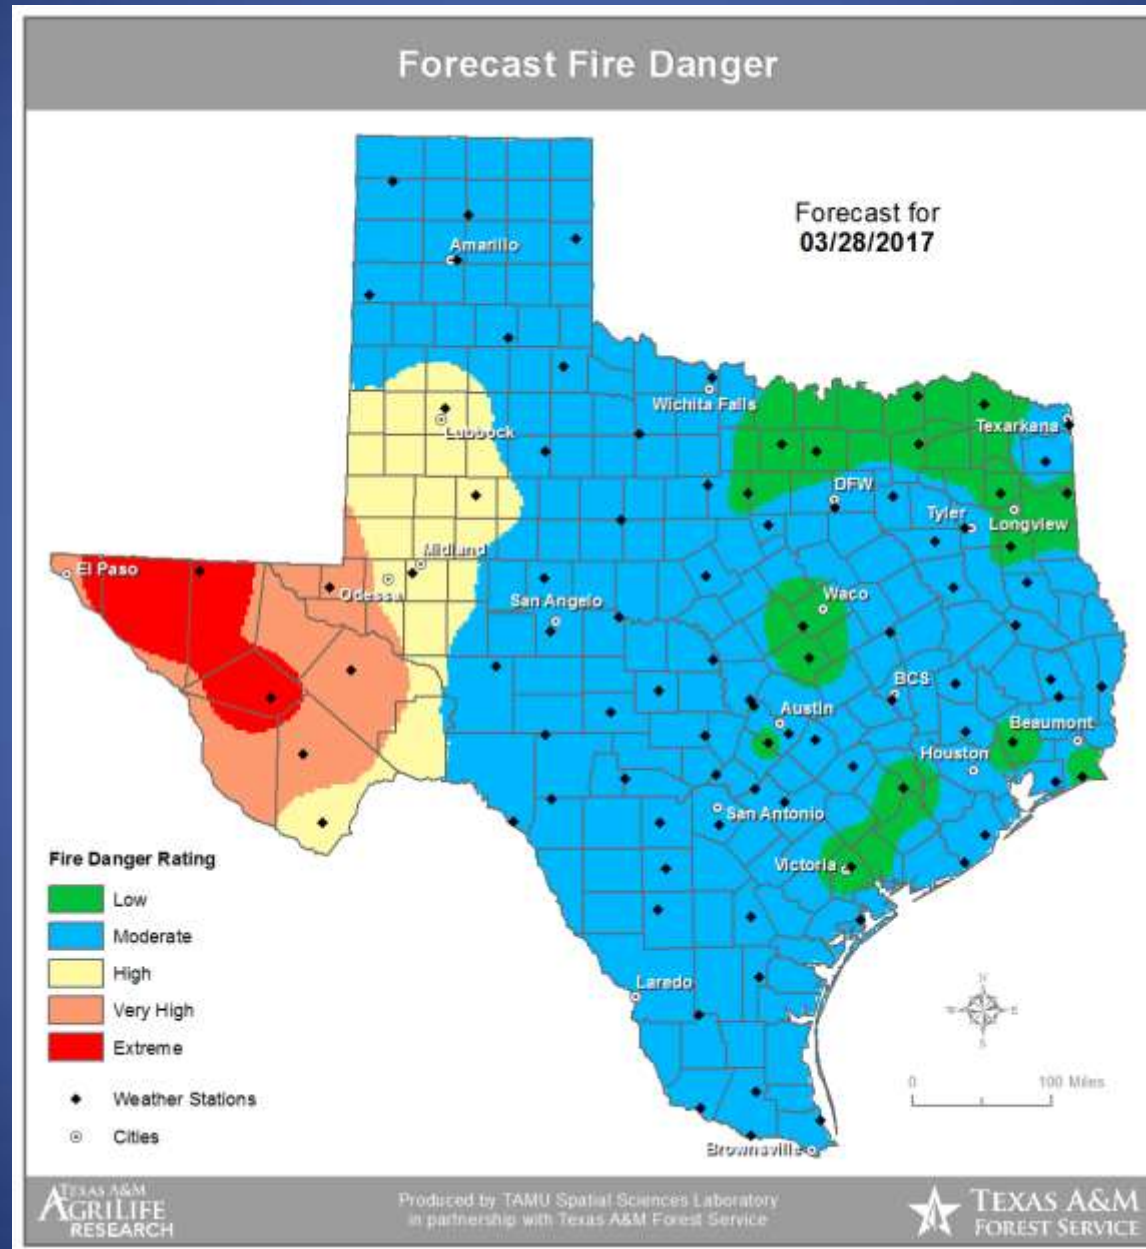 Forecast Fire Danger
Forecast for
03/28/2017
Amarillo
Wichita Falls
Lubbock
Texarkana
DFW
Tyler
Longview
Midland
El Paso
Odessa
San Angelo
Waco
BCS
Austin
Beaumont
Houston
San Antonio
Victoria
Fire Danger Rating
Low
Moderate
High
Very High
Extreme
Weather Stations
Cities
Laredo
N
W
E
S
0
100 Miles
Brownsville
TEXAS A&M
AGRILIFE
RESEARCH
Produced by TAMU Spatial Sciences Laboratory
in partnership with Texas A&M Forest Service
TEXAS A&M
FOREST SERVICE